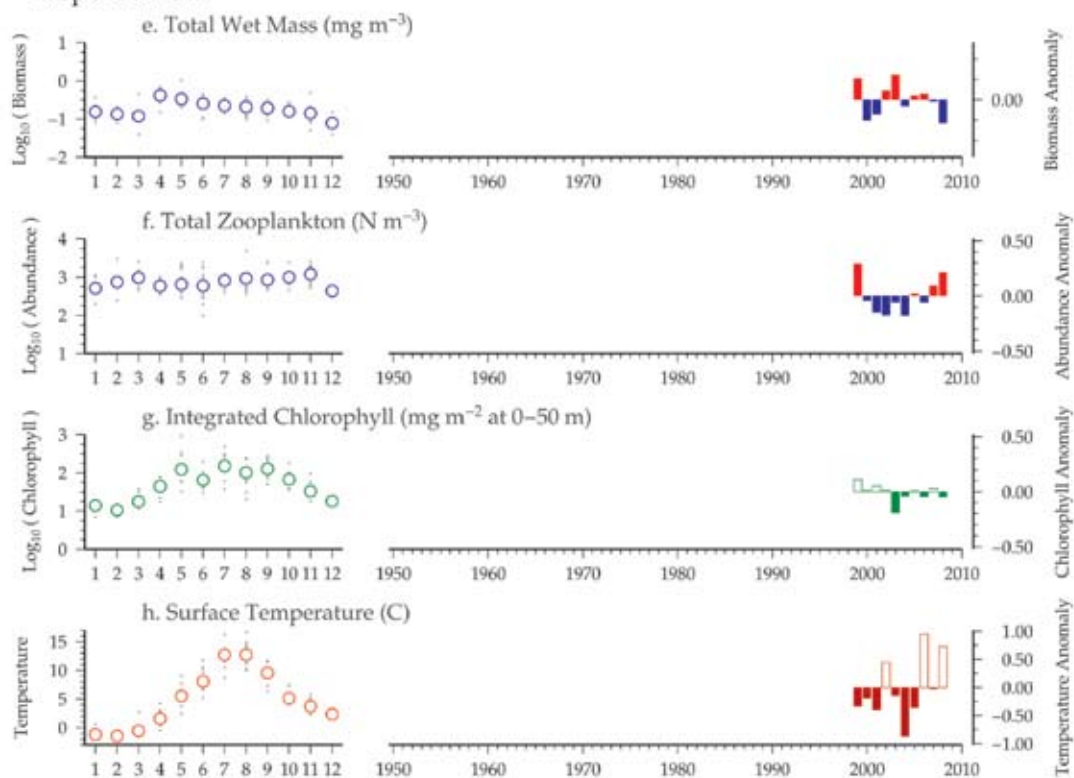 e. Total Wet Mass (mg m⁻³)
Log₁₀ ( Biomass )
1
0
−1
−2
1 2 3 4 5 6 7 8 9 10 11 12
1950 1960 1970 1980 1990 2000 2010
0.00
Biomass Anomaly
f. Total Zooplankton (N m⁻³)
Log₁₀ ( Abundance )
4
3
2
1
1 2 3 4 5 6 7 8 9 10 11 12
1950 1960 1970 1980 1990 2000 2010
0.50
0.00
−0.50
Abundance Anomaly
g. Integrated Chlorophyll (mg m⁻² at 0–50 m)
Log₁₀ ( Chlorophyll )
3
2
1
0
1 2 3 4 5 6 7 8 9 10 11 12
1950 1960 1970 1980 1990 2000 2010
0.50
0.00
−0.50
Chlorophyll Anomaly
h. Surface Temperature (C)
Temperature
15
10
5
0
1 2 3 4 5 6 7 8 9 10 11 12
1950 1960 1970 1980 1990 2000 2010
1.00
0.50
0.00
−0.50
−1.00
Temperature Anomaly